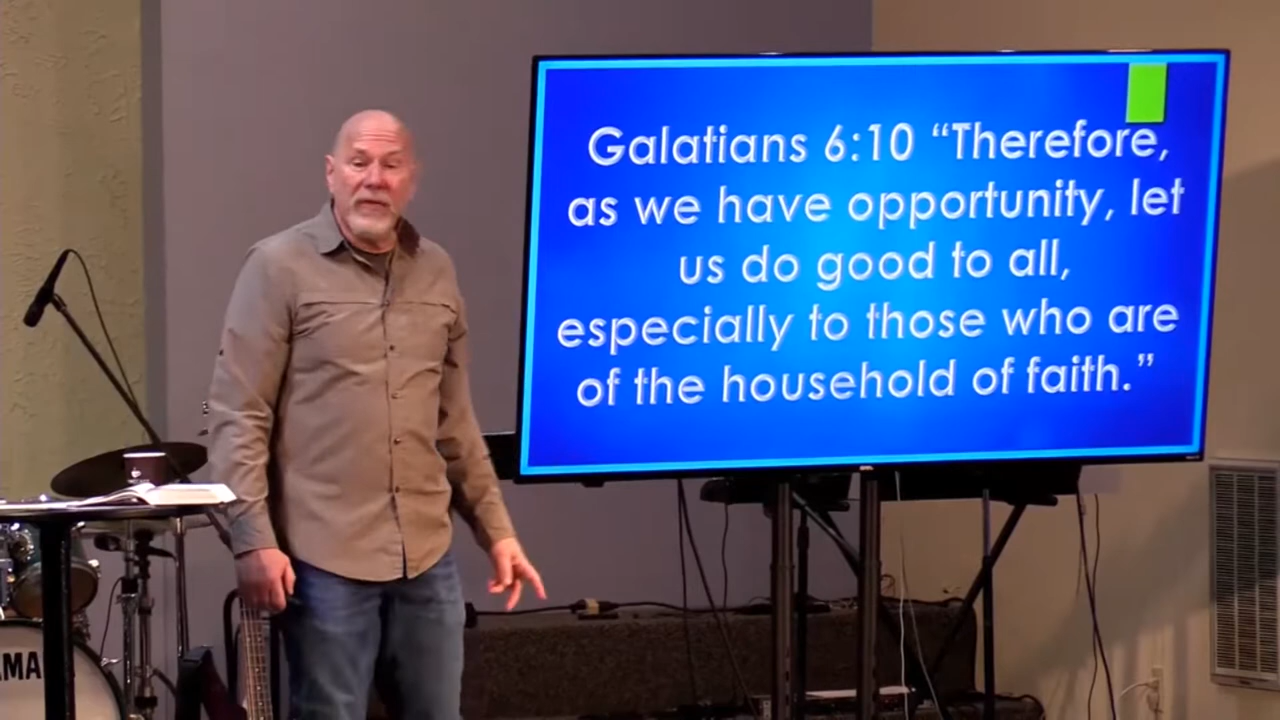 Galatians 6:10 “Therefore,
as we have opportunity, let
us do good to all,
especially to those who are
of the household of faith.”
AMA